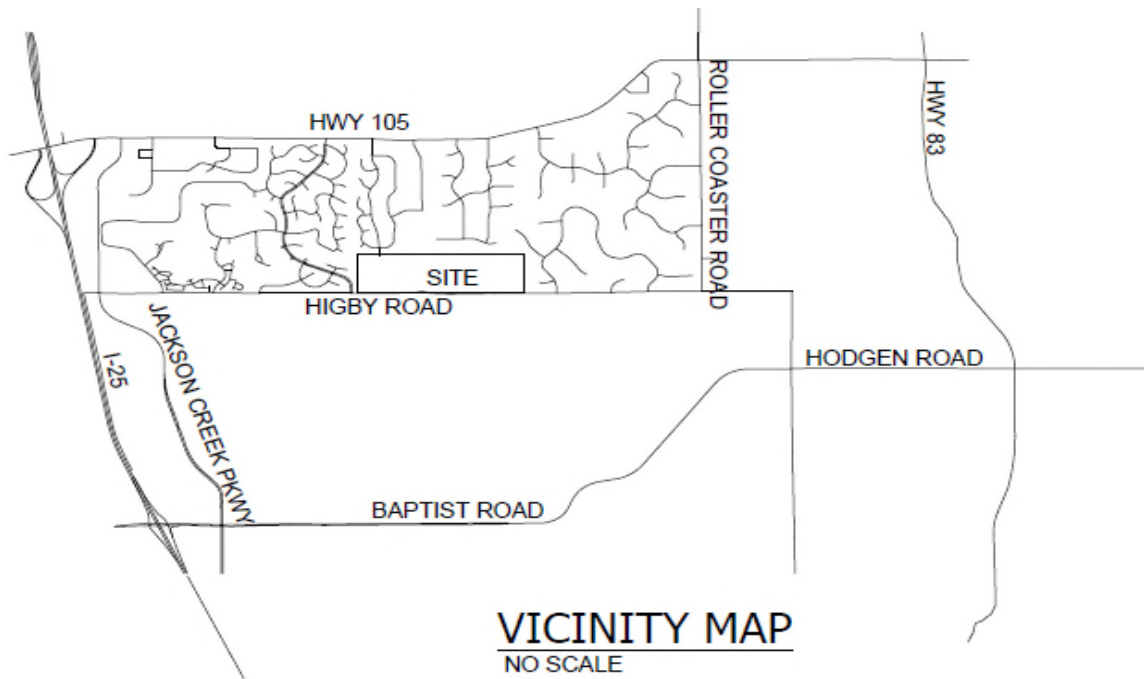 HWY 105
ROLLER COASTER ROAD
HWY 83
SITE
HIGBY ROAD
I-25
JACKSON CREEK PKWY
HODGEN ROAD
BAPTIST ROAD
VICINITY MAP
NO SCALE